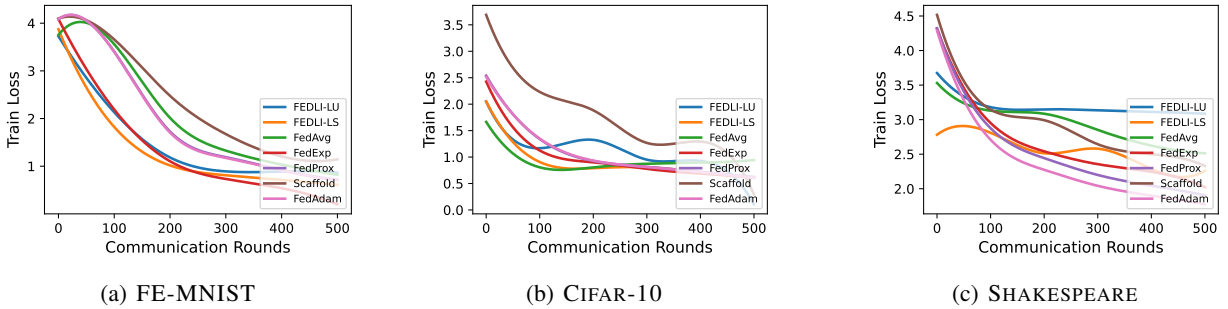 Train Loss
4
3
2
1
0
100
200
300
400
500
Communication Rounds
FEDLI-LU
FEDLI-LS
FedAvg
FedExp
FedProx
Scaffold
FedAdam
(a) FE-MNIST
Train Loss
3.5
3.0
2.5
2.0
1.5
1.0
0.5
0.0
0
100
200
300
400
500
Communication Rounds
FEDLI-LU
FEDLI-LS
FedAvg
FedExp
FedProx
Scaffold
FedAdam
(b) CIFAR-10
Train Loss
4.5
4.0
3.5
3.0
2.5
2.0
0
100
200
300
400
500
Communication Rounds
FEDLI-LU
FEDLI-LS
FedAvg
FedExp
FedProx
Scaffold
FedAdam
(c) SHAKESPEARE